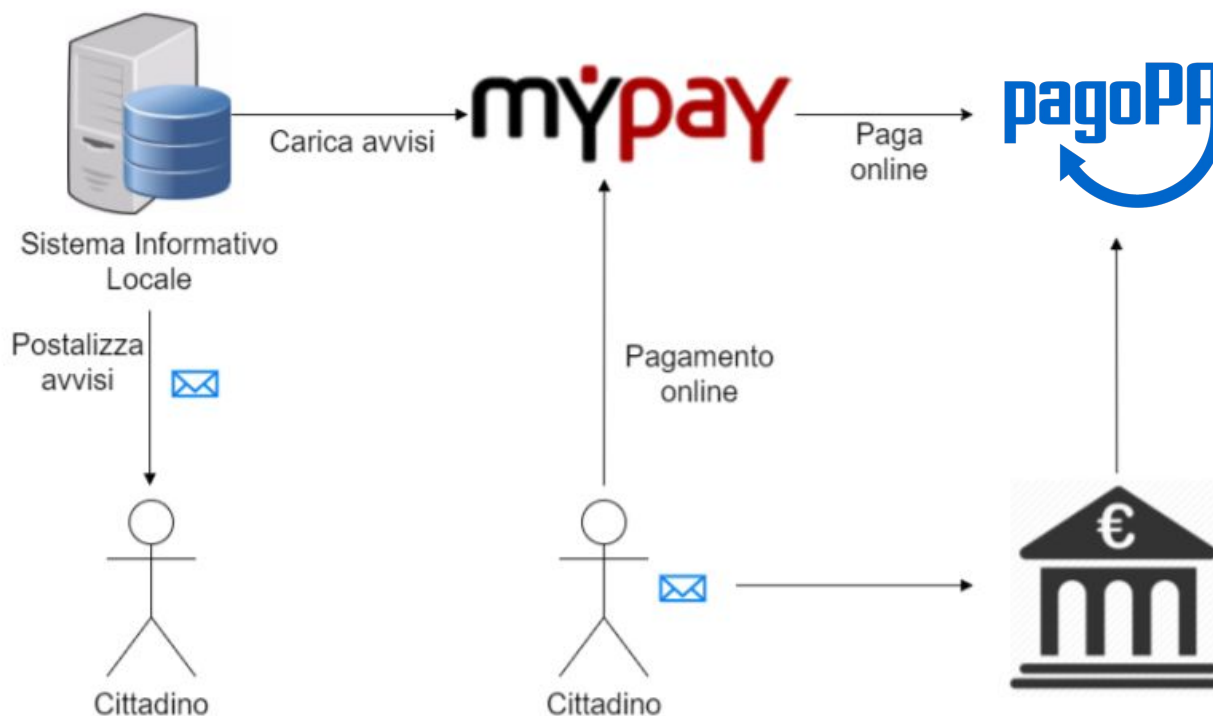 mypay
pagoPA
Carica avvisi
Paga
online
Sistema Informativo
Locale
Postalizza
avvisi
Pagamento
online
€
Cittadino
Cittadino